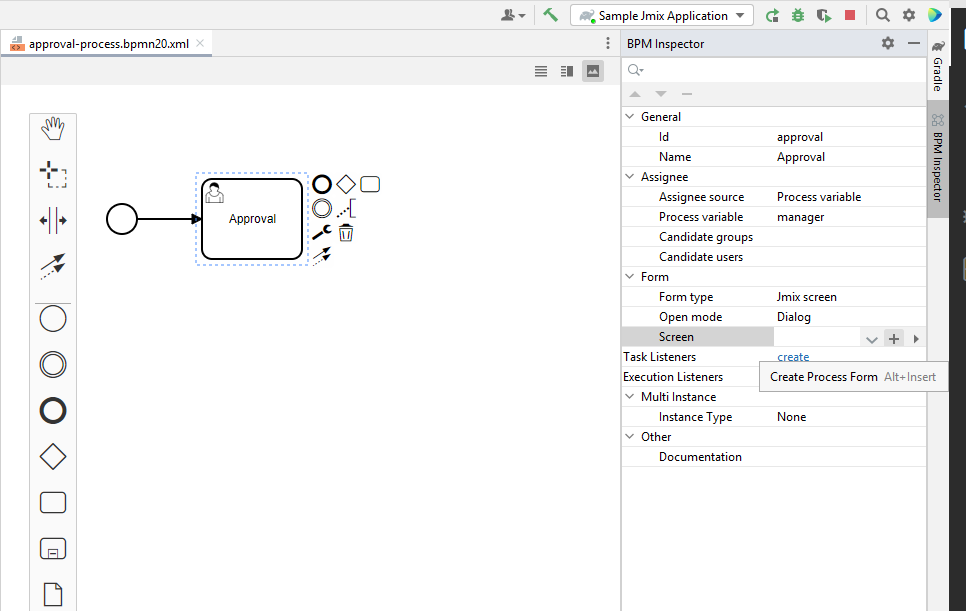 Sample Jmix Application
approval-process.bpmn20.xml
BPM Inspector
Gradle
BPM Inspector
General
Id approval
Name Approval
Assignee
Assignee source Process variable
Process variable manager
Candidate groups
Candidate users
Form
Form type Jmix screen
Open mode Dialog
Screen
Task Listeners create
Execution Listeners
Create Process Form Alt+Insert
Multi Instance
Instance Type None
Other
Documentation
Approval